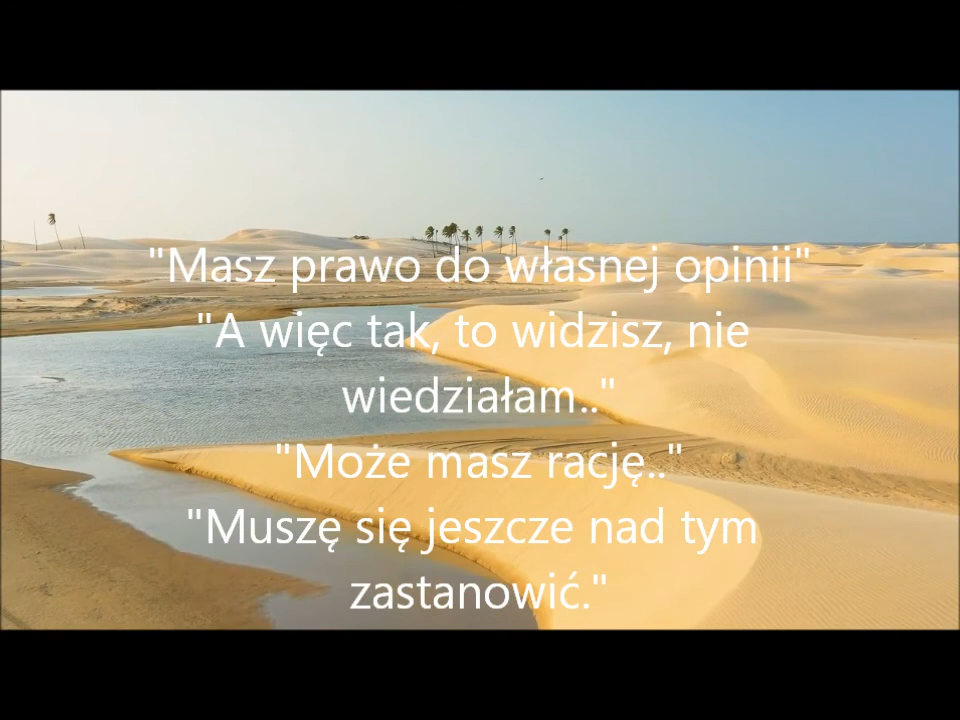 "Masz prawo do własnej opinii"
"A więc tak, to widzisz, nie
wiedziałam.."
"Może masz rację.."
"Muszę się jeszcze nad tym
zastanowić."